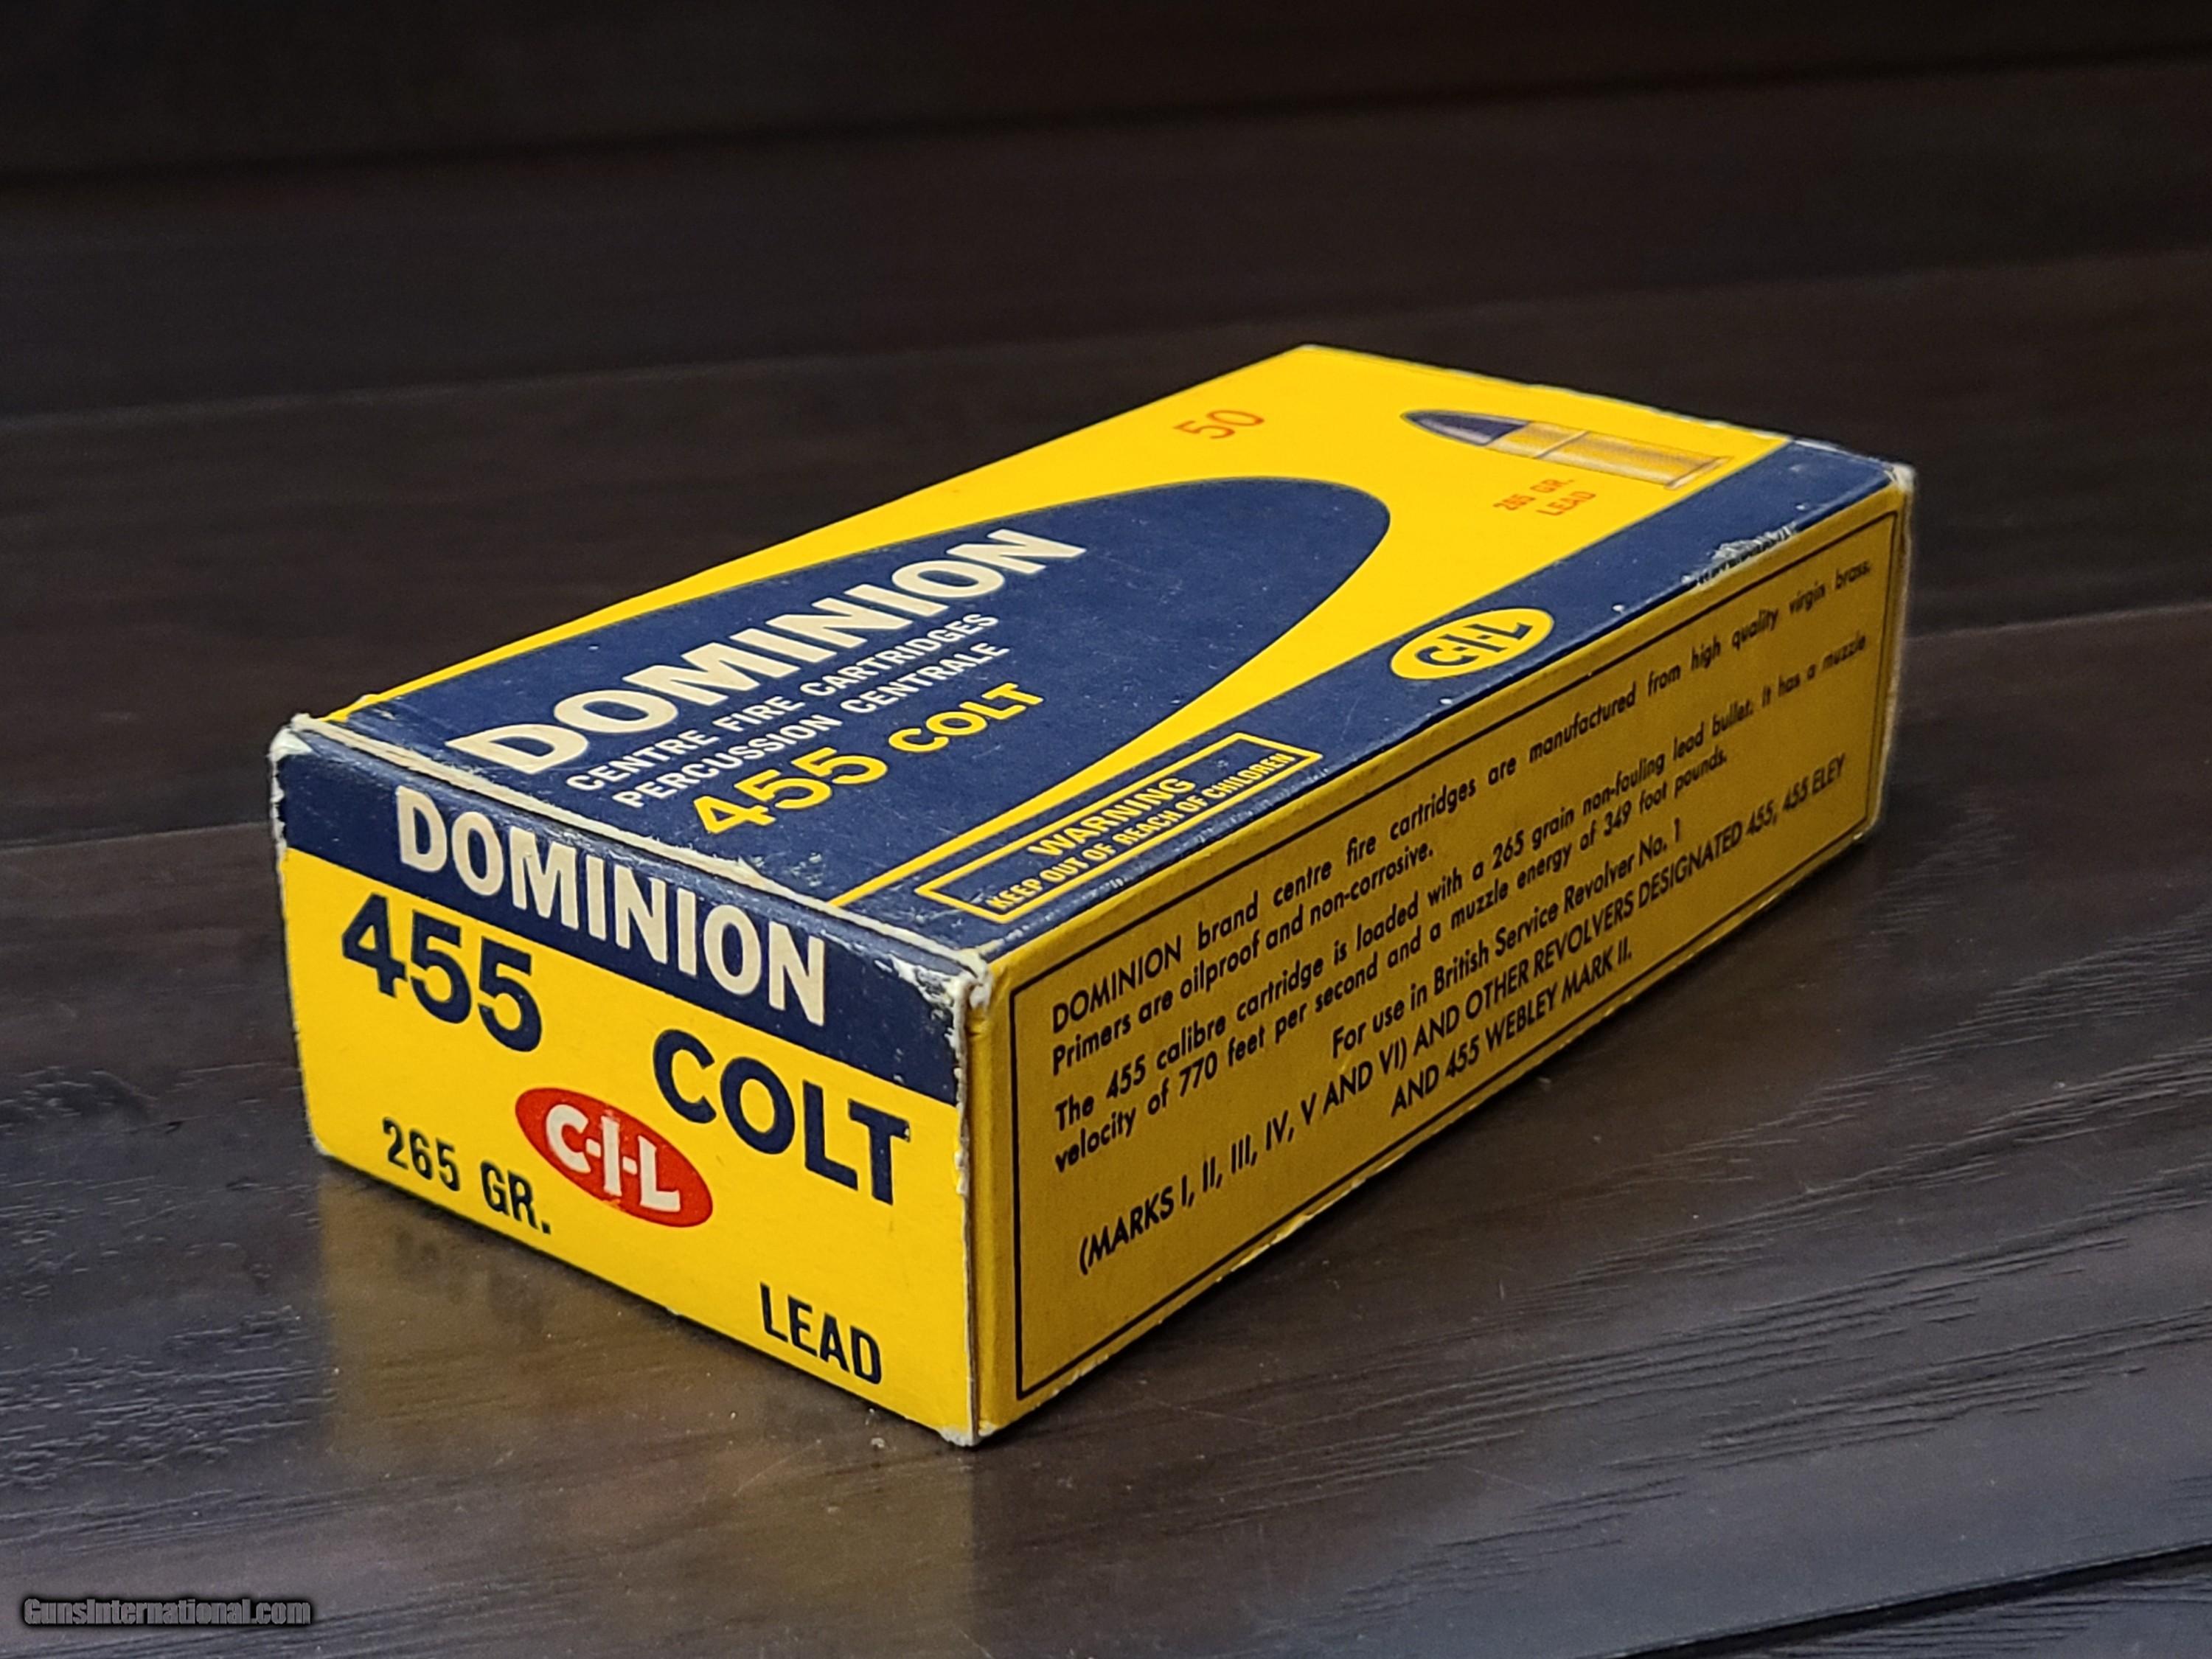 50
265 GR.
LEAD
DOMINION
CENTRE FIRE CARTRIDGES
PERCUSSION CENTRALE
455 COLT
C-I-L
WARNING
KEEP OUT OF REACH OF CHILDREN
DOMINION
455 COLT
C-I-L
265 GR.
LEAD
DOMINION brand centre fire cartridges are manufactured from high quality virgin brass.
Primers are oilproof and non-corrosive.
The 455 calibre cartridge is loaded with a 265 grain non-fouling lead bullet. It has a muzzle
velocity of 770 feet per second and a muzzle energy of 349 foot pounds.
For use in British Service Revolver No. 1
(MARKS I, II, III, IV, V AND VI) AND OTHER REVOLVERS DESIGNATED 455, 455 ELEY
AND 455 WEBLEY MARK II.
GunsInternational.com